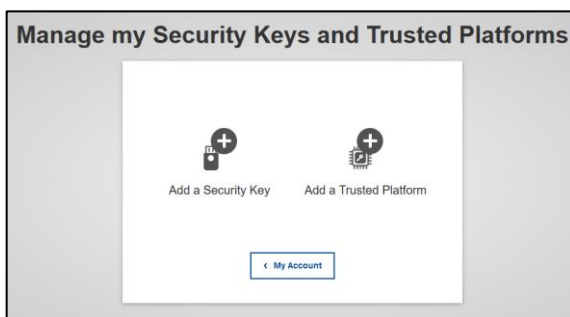 Manage my Security Keys and Trusted Platforms
Add a Security Key
Add a Trusted Platform
‹ My Account